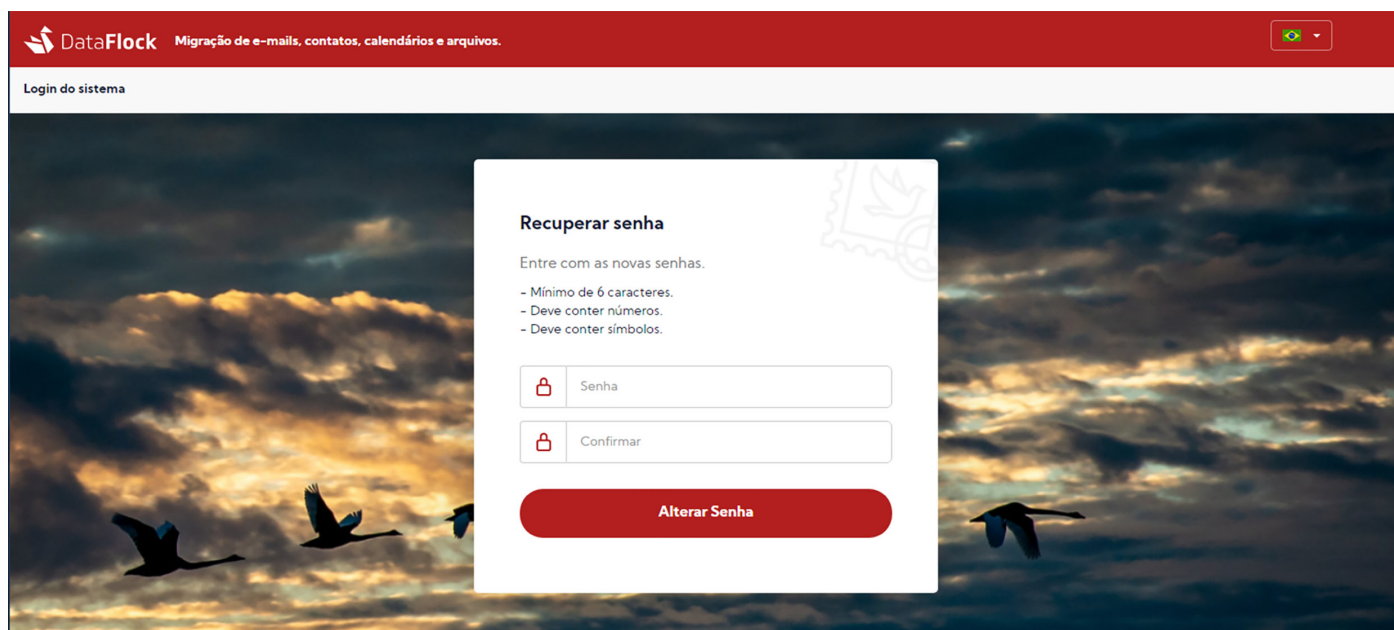 DataFlock Migração de e-mails, contatos, calendários e arquivos.
Login do sistema
Recuperar senha
Entre com as novas senhas.
- Mínimo de 6 caracteres.
- Deve conter números.
- Deve conter símbolos.
Senha
Confirmar
Alterar Senha